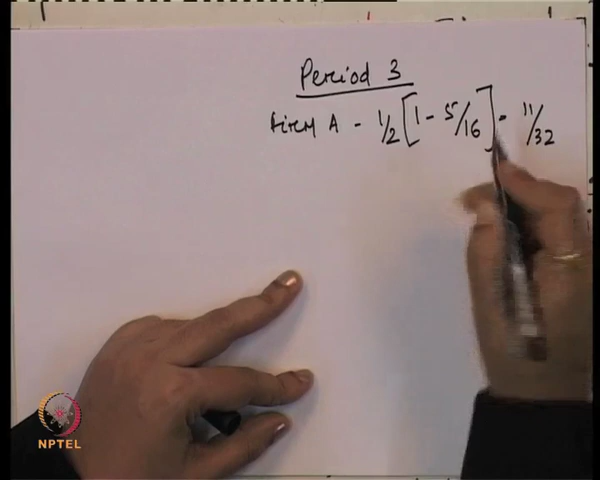 Period 3
Firm A - 1/2 [1 - 5/16] = 11/32
NPTEL